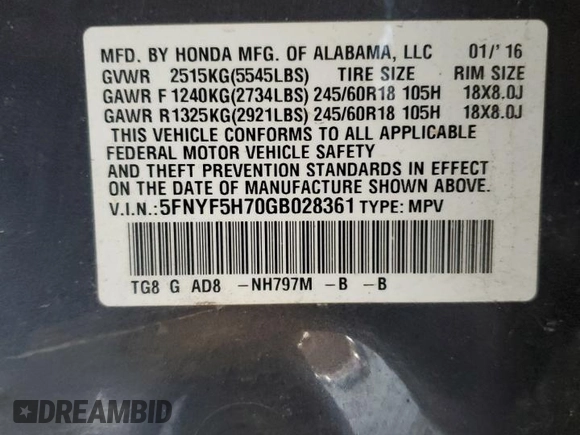 MFD. BY HONDA MFG. OF ALABAMA, LLC 01/'16
GVWR 2515KG(5545LBS) TIRE SIZE RIM SIZE
GAWR F 1240KG(2734LBS) 245/60R18 105H 18X8.0J
GAWR R1325KG(2921LBS) 245/60R18 105H 18X8.0J
THIS VEHICLE CONFORMS TO ALL APPLICABLE
FEDERAL MOTOR VEHICLE SAFETY
AND THEFT PREVENTION STANDARDS IN EFFECT
ON THE DATE OF MANUFACTURE SHOWN ABOVE.
V.I.N.:5FNYF5H70GB028361 TYPE: MPV
TG8 G AD8 -NH797M -B -B
DREAMBID